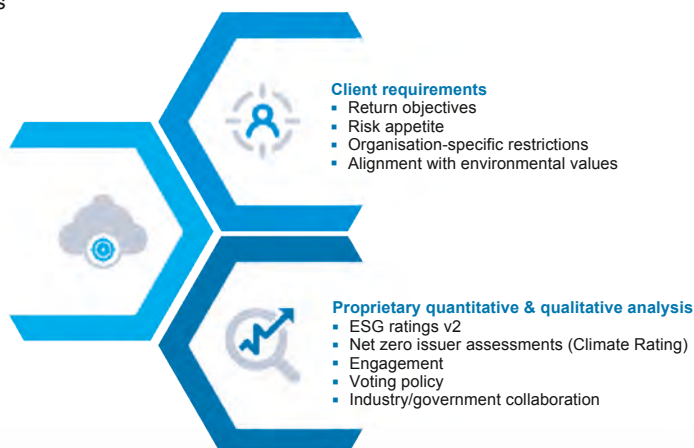 s
Client requirements
▪ Return objectives
▪ Risk appetite
▪ Organisation-specific restrictions
▪ Alignment with environmental values
Proprietary quantitative & qualitative analysis
▪ ESG ratings v2
▪ Net zero issuer assessments (Climate Rating)
▪ Engagement
▪ Voting policy
▪ Industry/government collaboration